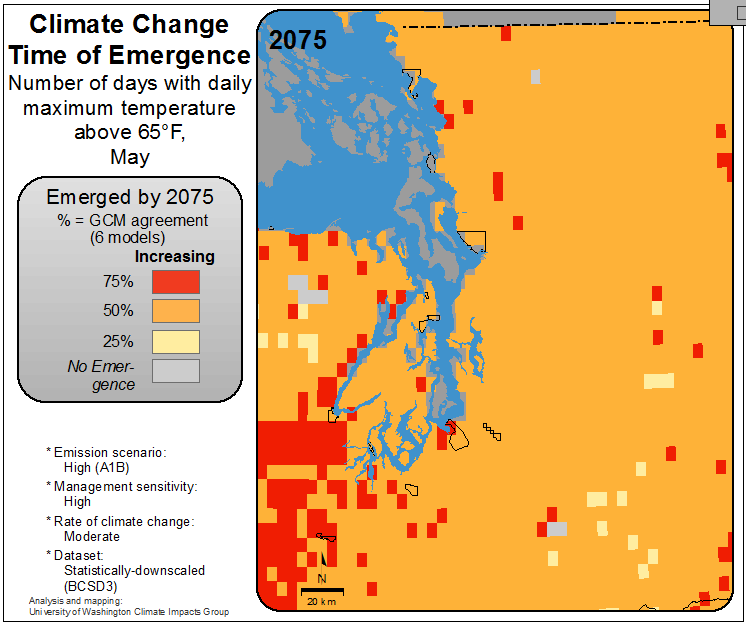 Climate Change
Time of Emergence
Number of days with daily
maximum temperature
above 65°F,
May
2075
Emerged by 2075
% = GCM agreement
(6 models)
Increasing
75%
50%
25%
No Emer-
gence
* Emission scenario:
High (A1B)
* Management sensitivity:
High
* Rate of climate change:
Moderate
* Dataset:
Statistically-downscaled
(BCSD3)
Analysis and mapping:
University of Washington Climate Impacts Group
N
20 km